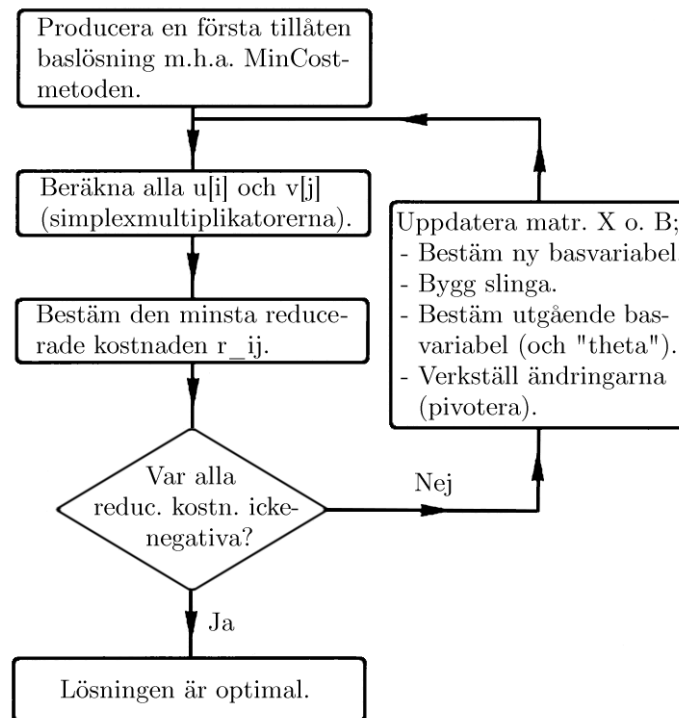 Producera en första tillåten
baslösning m.h.a. MinCost-
metoden.
Beräkna alla u[i] och v[j]
(simplexmultiplikatorerna).
Bestäm den minsta reduce-
rade kostnaden r_ij.
Var alla
reduc. kostn. icke-
negativa?
Nej
Uppdatera matr. X o. B;
- Bestäm ny basvariabel.
- Bygg slinga.
- Bestäm utgående bas-
variabel (och "theta").
- Verkställ ändringarna
(pivotera).
Ja
Lösningen är optimal.